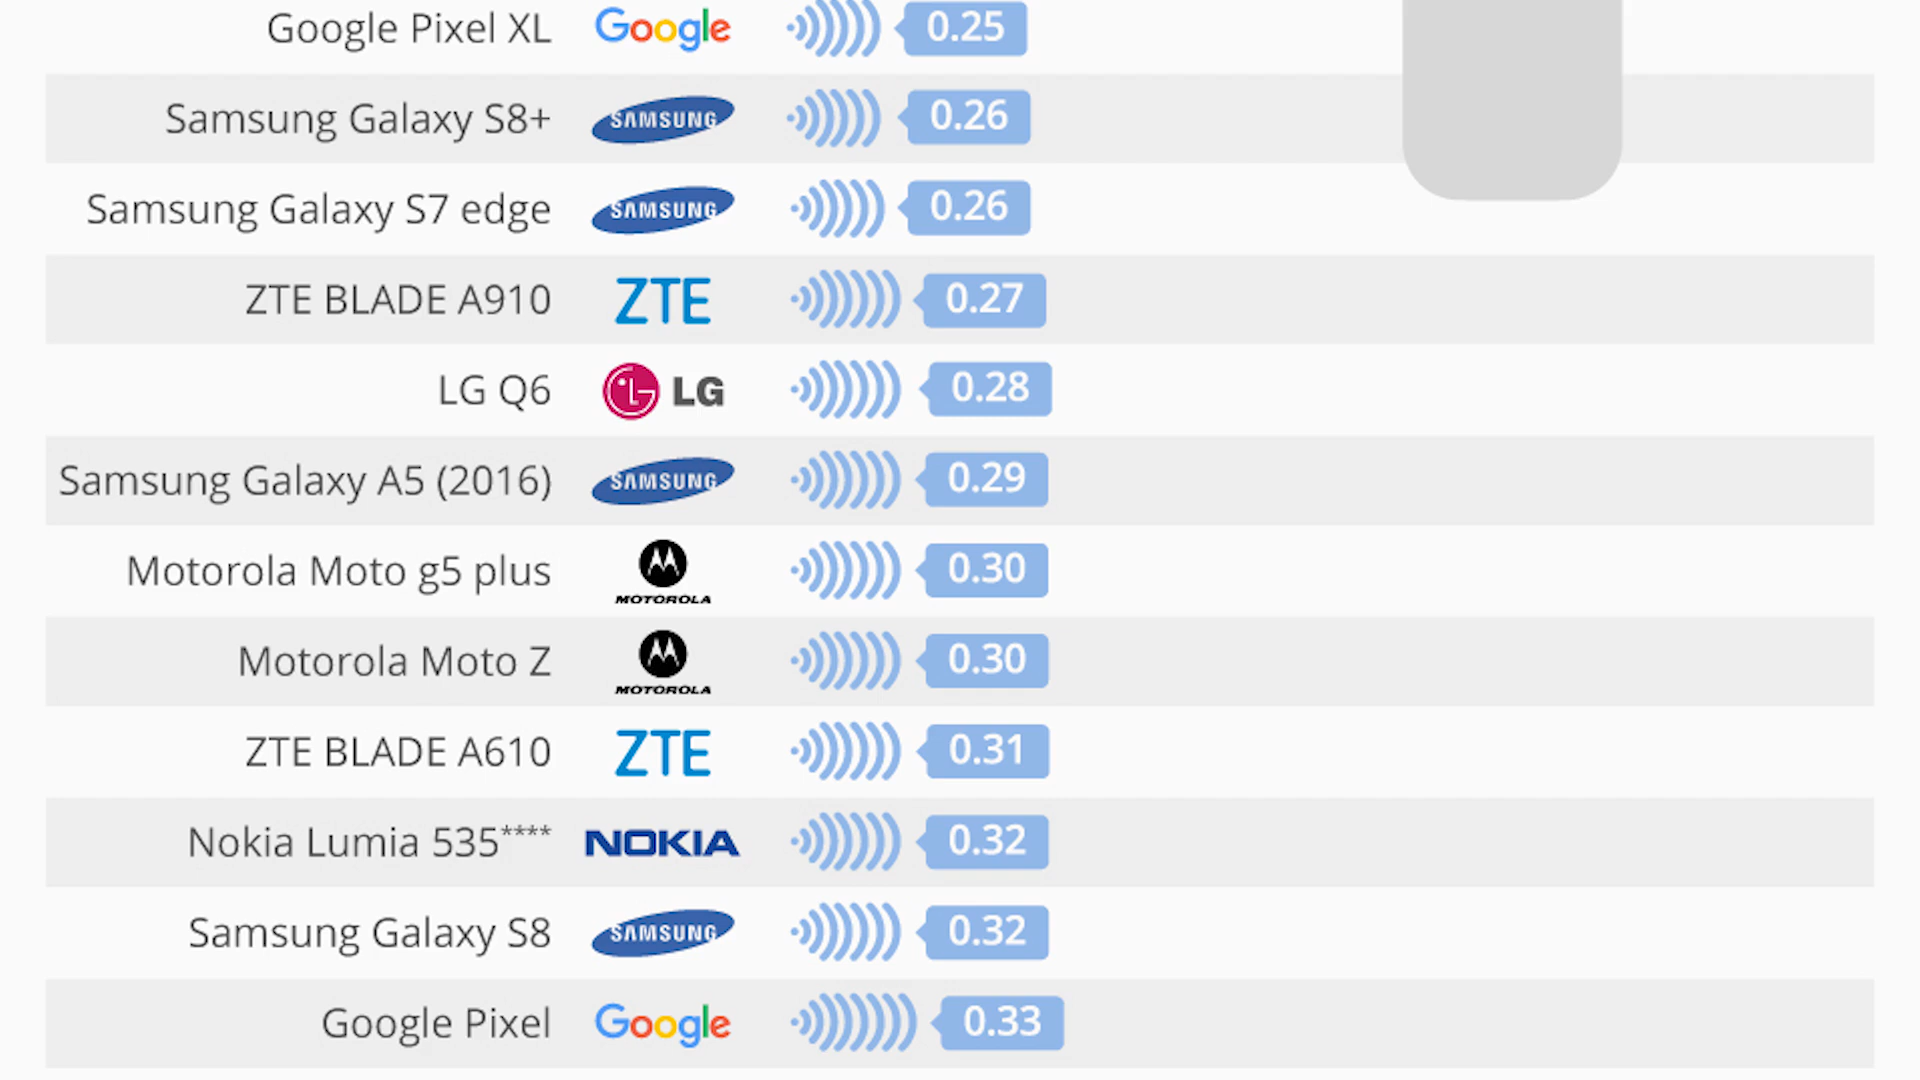 Google Pixel XL Google 0.25
Samsung Galaxy S8+ SAMSUNG 0.26
Samsung Galaxy S7 edge SAMSUNG 0.26
ZTE BLADE A910 ZTE 0.27
LG Q6 LG LG 0.28
Samsung Galaxy A5 (2016) SAMSUNG 0.29
Motorola Moto g5 plus MOTOROLA 0.30
Motorola Moto Z MOTOROLA 0.30
ZTE BLADE A610 ZTE 0.31
Nokia Lumia 535**** NOKIA 0.32
Samsung Galaxy S8 SAMSUNG 0.32
Google Pixel Google 0.33